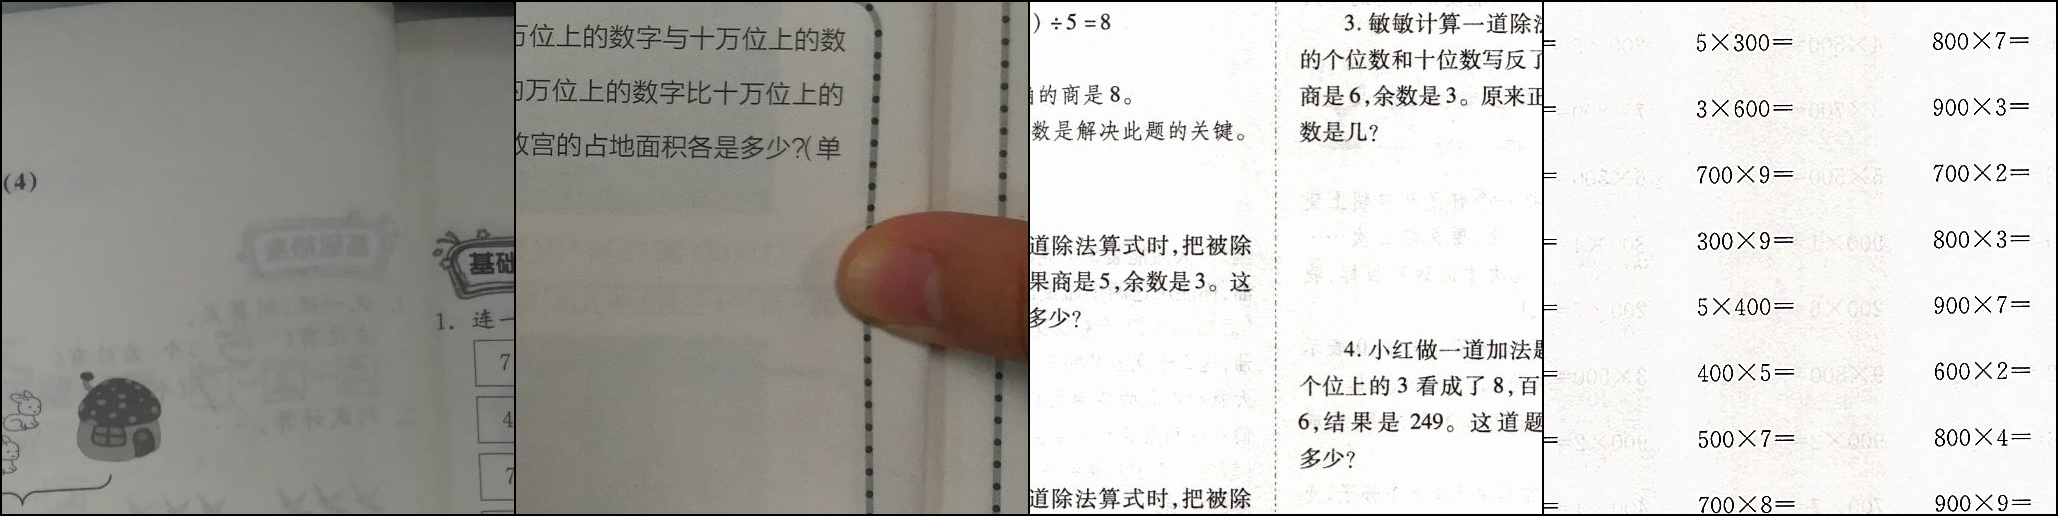 (4)
基础
1. 连一
7
4
7
万位上的数字与十万位上的数
万位上的数字比十万位上的
故宫的占地面积各是多少?(单
)÷5=8
的商是8。
数是解决此题的关键。
道除法算式时,把被除
果商是5,余数是3。这
多少?
道除法算式时,把被除
3. 敏敏计算一道除法
的个位数和十位数写反了
商是6,余数是3。原来正
数是几?
4. 小红做一道加法题
个位上的 3 看成了 8,百
6,结果是 249。这道题
多少?
= 5×300= 800×7=
= 3×600= 900×3=
= 700×9= 700×2=
= 300×9= 800×3=
= 5×400= 900×7=
= 400×5= 600×2=
= 500×7= 800×4=
= 700×8= 900×9=